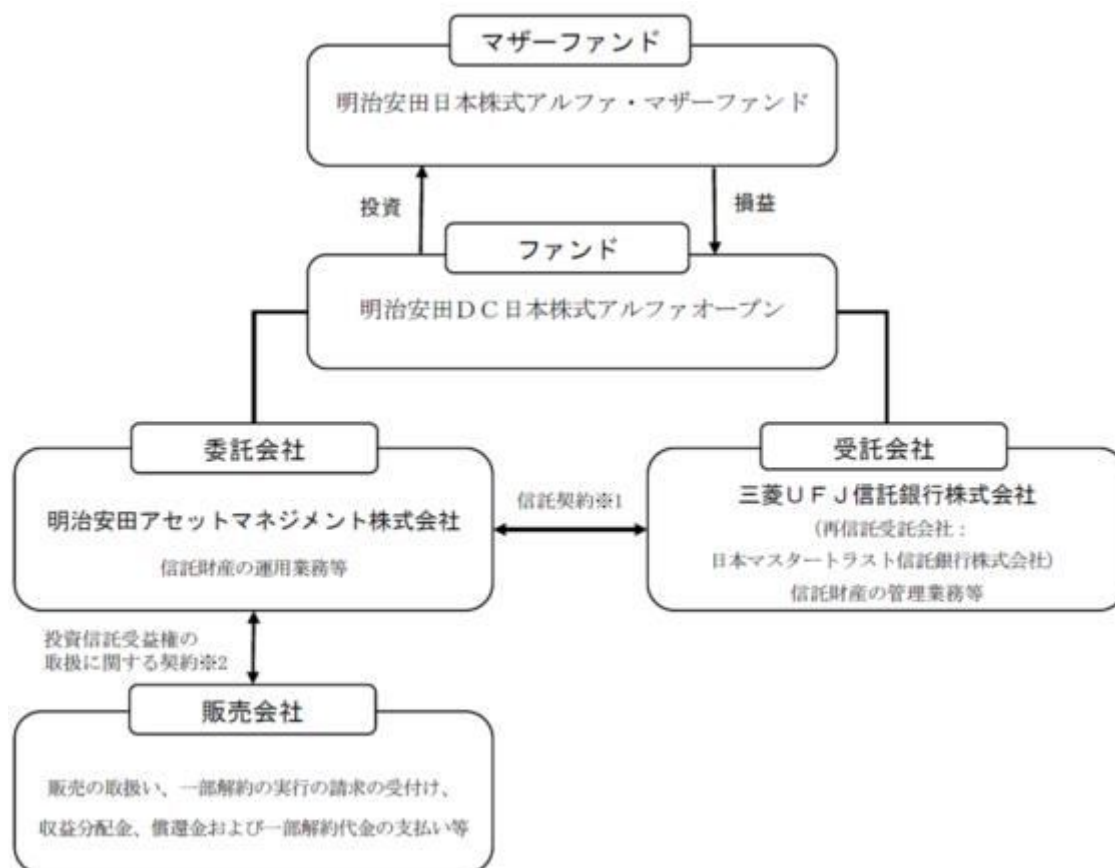 マザーファンド
明治安田日本株式アルファ・マザーファンド
投資
損益
ファンド
明治安田DC日本株式アルファオープン
委託会社
明治安田アセットマネジメント株式会社
信託財産の運用業務等
信託契約※1
受託会社
三菱UFJ信託銀行株式会社
(再信託受託会社:
日本マスタートラスト信託銀行株式会社)
信託財産の管理業務等
投資信託受益権の
取扱に関する契約※2
販売会社
販売の取扱い、一部解約の実行の請求の受付け、
収益分配金、償還金および一部解約代金の支払い等